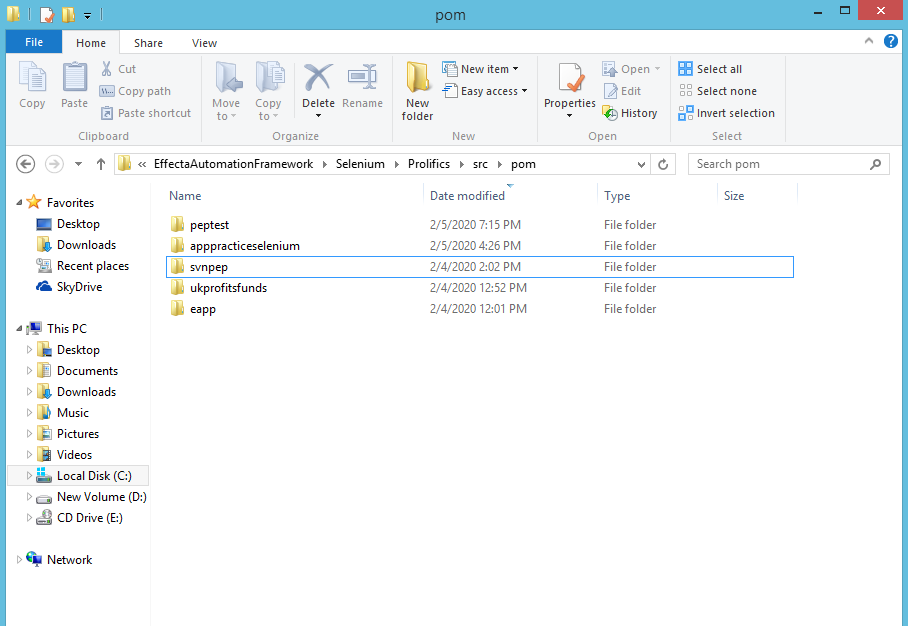 pom
File Home Share View
Copy
Paste
Cut
Copy path
Paste shortcut
Clipboard
Move to
Copy to
Delete
Rename
Organize
New folder
New item
Easy access
New
Properties
Open
Edit
History
Open
Select all
Select none
Invert selection
Select
« EffectaAutomationFramework Selenium Prolifics src pom
Search pom
Favorites
Desktop
Downloads
Recent places
SkyDrive
This PC
Desktop
Documents
Downloads
Music
Pictures
Videos
Local Disk (C:)
New Volume (D:)
CD Drive (E:)
Network
Name Date modified Type Size
peptest 2/5/2020 7:15 PM File folder
apppracticeselenium 2/5/2020 4:26 PM File folder
svnpep 2/4/2020 2:02 PM File folder
ukprofitsfunds 2/4/2020 12:52 PM File folder
eapp 2/4/2020 12:01 PM File folder